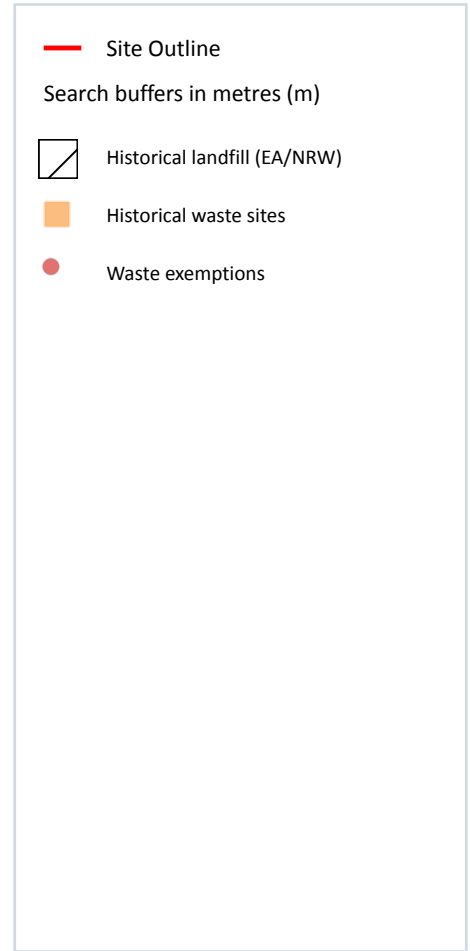 Site Outline
Search buffers in metres (m)
Historical landfill (EA/NRW)
Historical waste sites
Waste exemptions